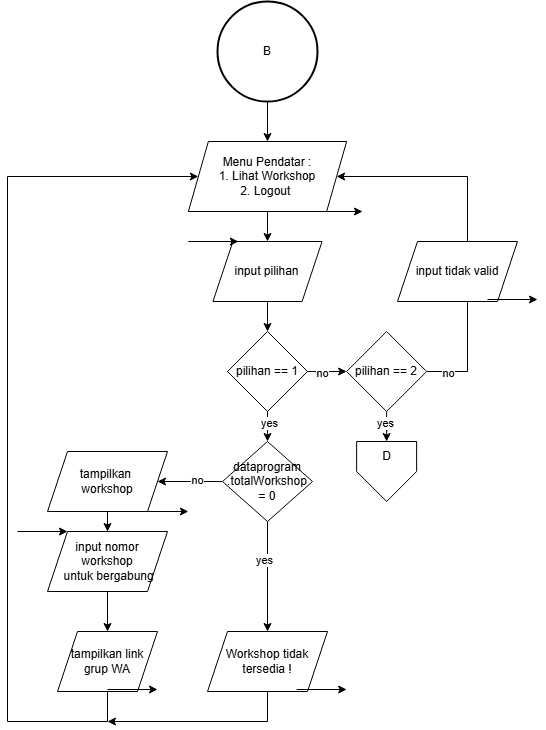 B
Menu Pendatar :
1. Lihat Workshop
2. Logout
input pilihan
input tidak valid
pilihan == 1
no
pilihan == 2
no
yes
yes
D
dataprogram
.totalWorkshop
= 0
no
tampilkan
workshop
input nomor
workshop
untuk bergabung
yes
tampilkan link
grup WA
Workshop tidak
tersedia !